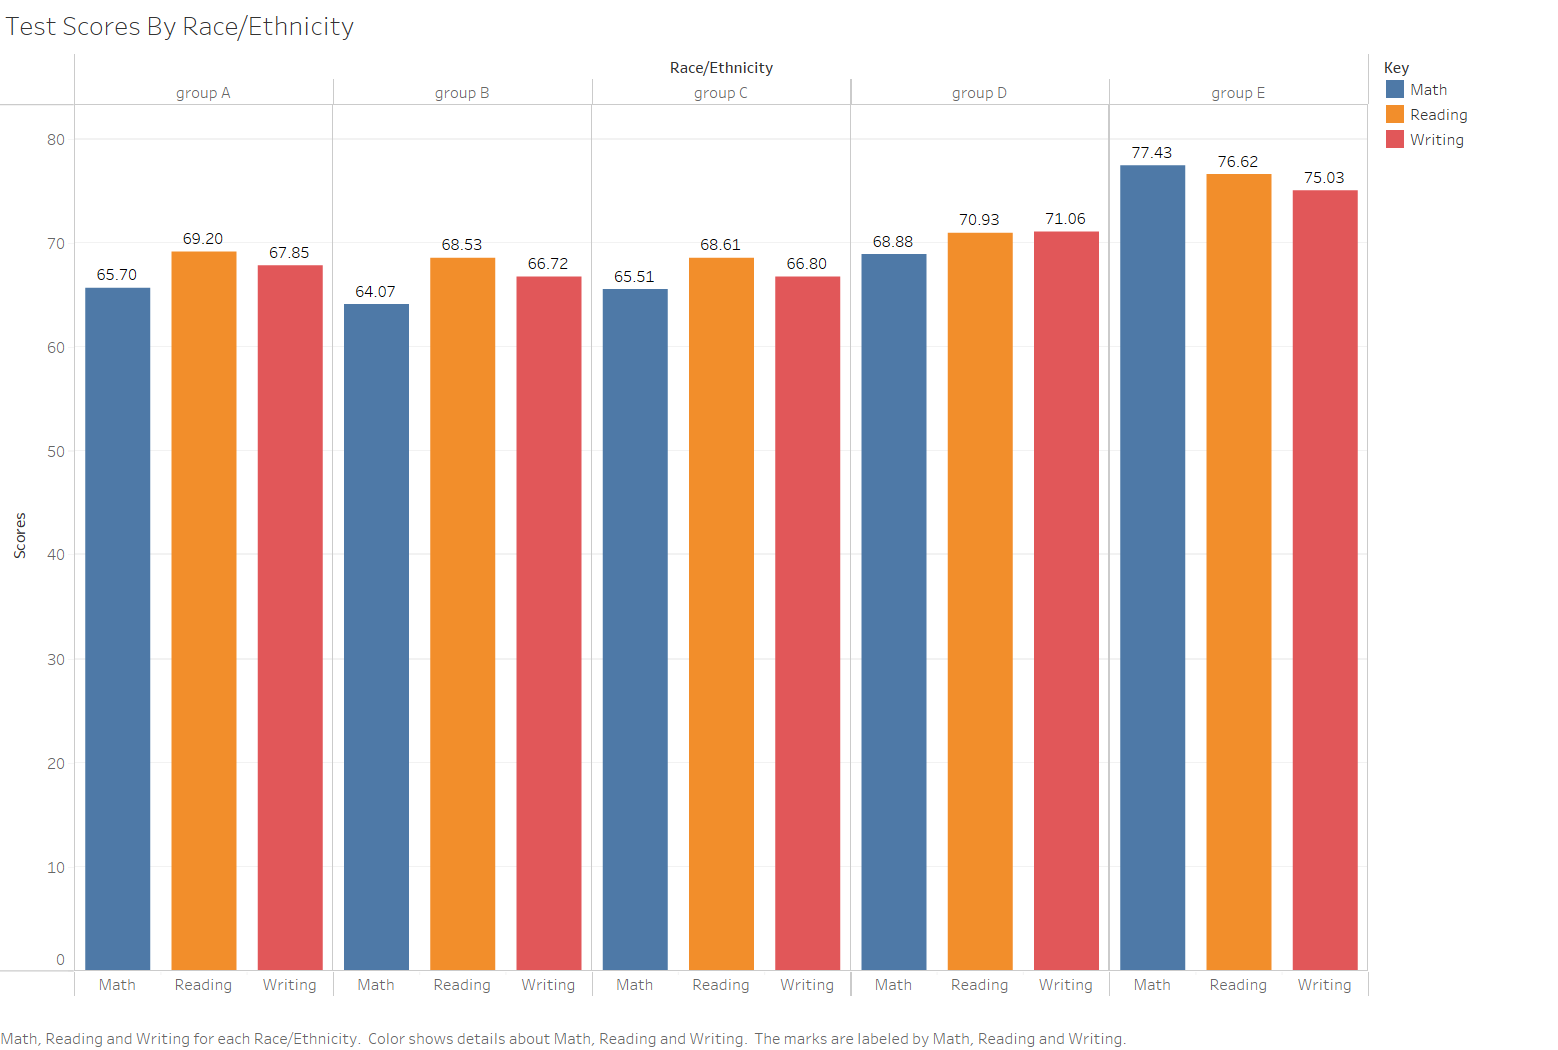 Test Scores By Race/Ethnicity
Race/Ethnicity
group A group B group C group D group E
Key
Math
Reading
Writing
80
70
60
50
40
30
20
10
0
Scores
65.70 69.20 67.85 64.07 68.53 66.72 65.51 68.61 66.80 68.88 70.93 71.06 77.43 76.62 75.03
Math Reading Writing Math Reading Writing Math Reading Writing Math Reading Writing Math Reading Writing
Math, Reading and Writing for each Race/Ethnicity.  Color shows details about Math, Reading and Writing.  The marks are labeled by Math, Reading and Writing.